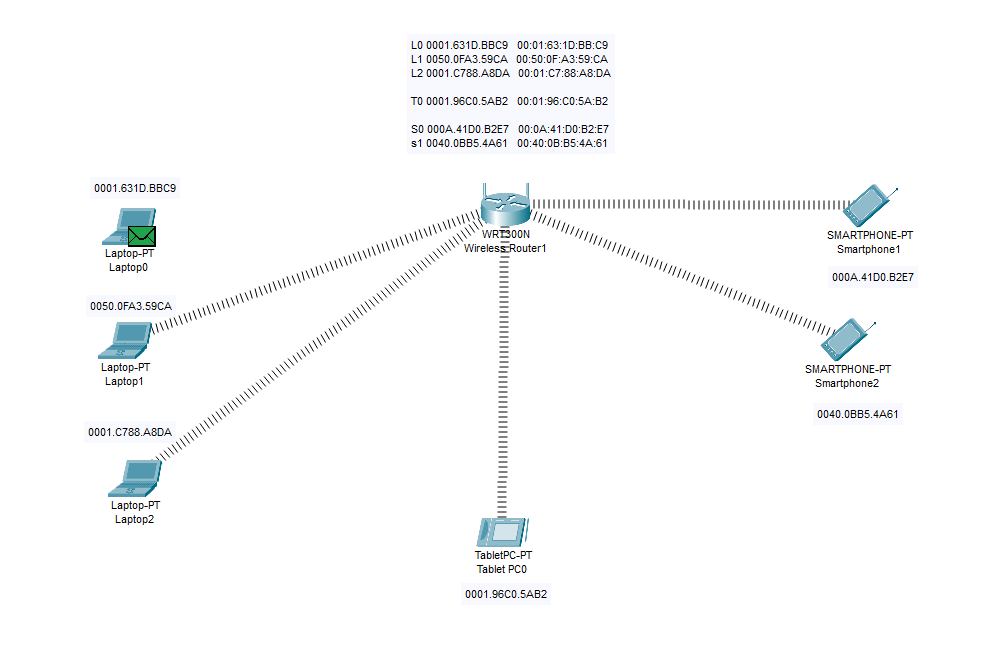 L0 0001.631D.BBC9 00:01:63:1D:BB:C9
L1 0050.0FA3.59CA 00:50:0F:A3:59:CA
L2 0001.C788.A8DA 00:01:C7:88:A8:DA
T0 0001.96C0.5AB2 00:01:96:C0:5A:B2
S0 000A.41D0.B2E7 00:0A:41:D0:B2:E7
s1 0040.0BB5.4A61 00:40:0B:B5:4A:61
0001.631D.BBC9
Laptop-PT
Laptop0
WRT300N
Wireless Router1
SMARTPHONE-PT
Smartphone1
000A.41D0.B2E7
0050.0FA3.59CA
Laptop-PT
Laptop1
SMARTPHONE-PT
Smartphone2
0040.0BB5.4A61
0001.C788.A8DA
Laptop-PT
Laptop2
TabletPC-PT
Tablet PC0
0001.96C0.5AB2